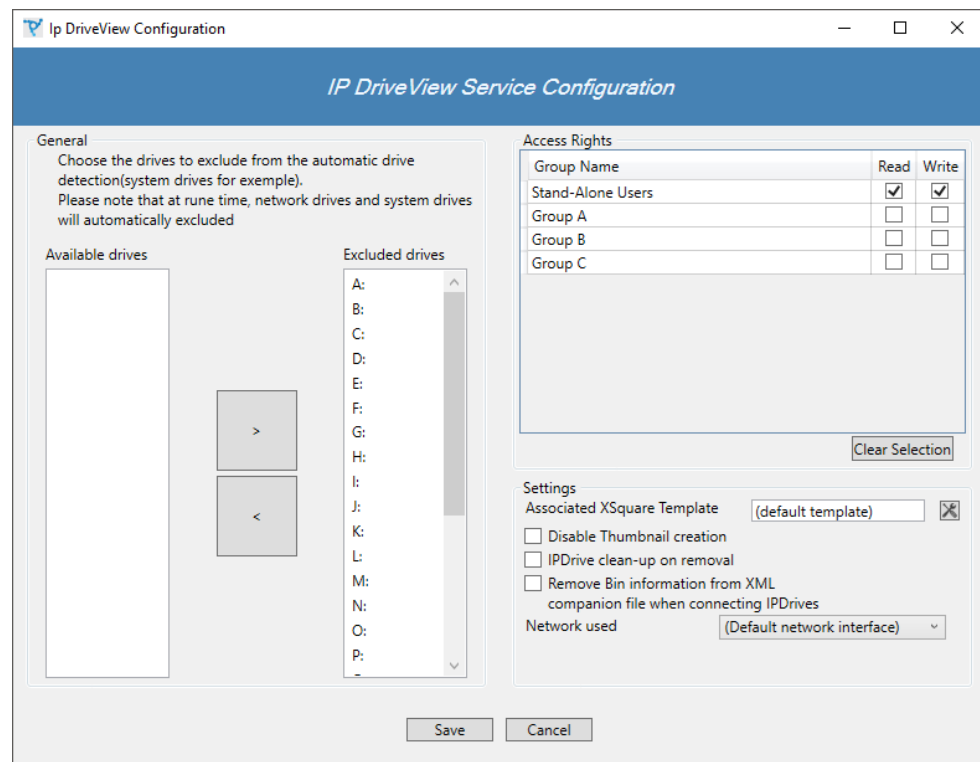 Ip DriveView Configuration
IP DriveView Service Configuration
General
Choose the drives to exclude from the automatic drive
detection(system drives for exemple).
Please note that at rune time, network drives and system drives
will automatically excluded
Available drives
Excluded drives
A:
B:
C:
D:
E:
F:
G:
H:
I:
J:
K:
L:
M:
N:
O:
P:
>
<
Access Rights
Group Name Read Write
Stand-Alone Users
Group A
Group B
Group C
Clear Selection
Settings
Associated XSquare Template (default template)
Disable Thumbnail creation
IPDrive clean-up on removal
Remove Bin information from XML
companion file when connecting IPDrives
Network used (Default network interface)
Save Cancel